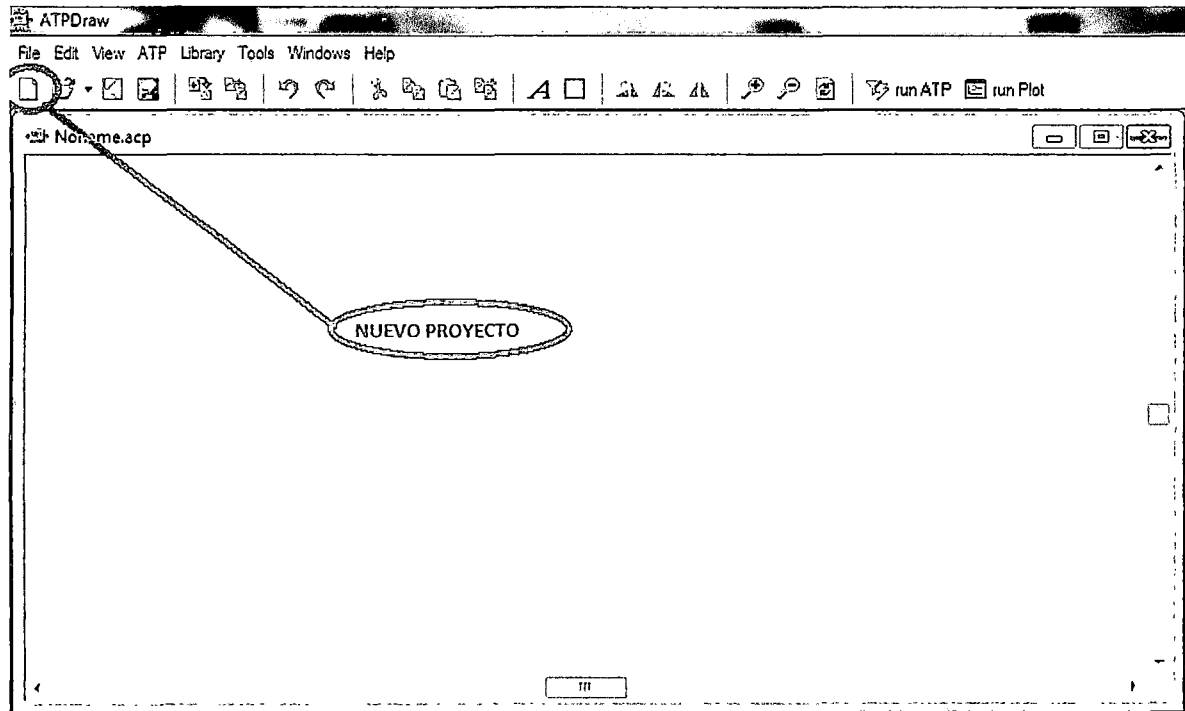 ATPDraw
File Edit View ATP Library Tools Windows Help
A run ATP run Plot
Noname.acp
NUEVO PROYECTO